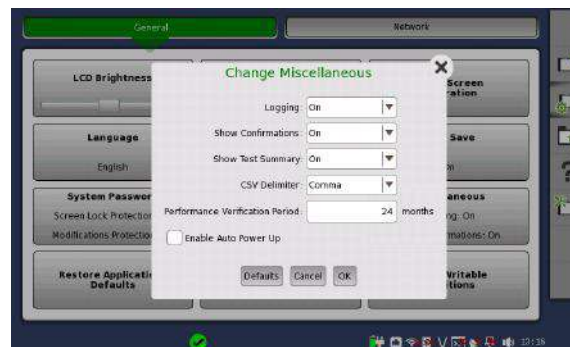 General
Network
Change Miscellaneous
LCD Brightness
Screen
ration
Logging: On
Language
English
Show Confirmations: On
Save
Show Test Summary: On
CSV Delimiter: Comma
System Passwor
Screen Lock Protection
Modifications Protection
Performance Verification Period: 24 months
aneous
ng: On
mations: On
Enable Auto Power Up
Restore Applicati
Defaults
Defaults
Cancel
OK
Writable
tions